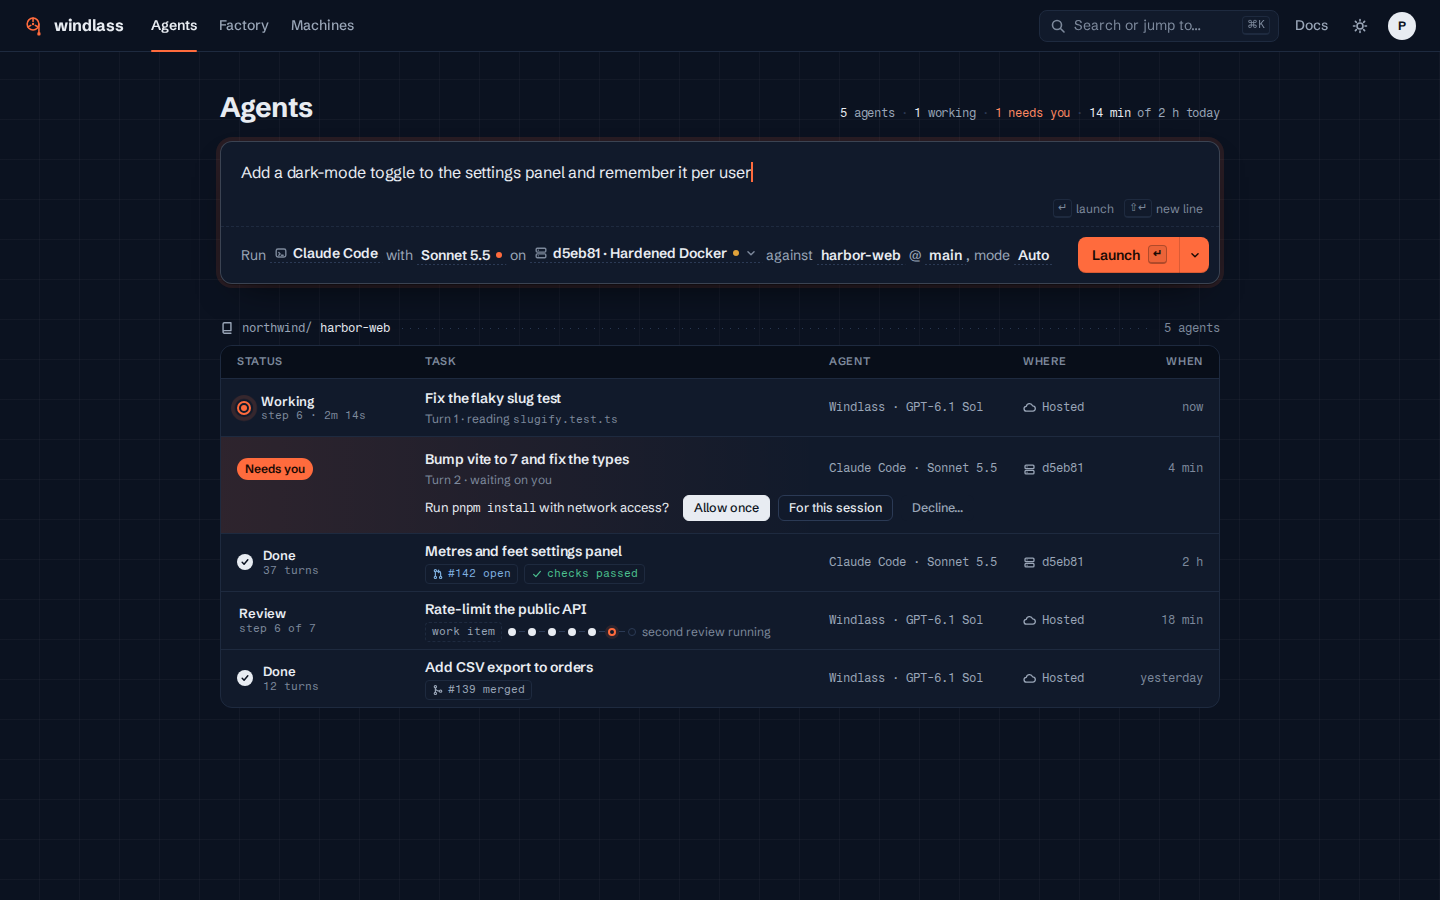 windlass Agents Factory Machines Search or jump to... ⌘K Docs P
Agents
5 agents · 1 working · 1 needs you · 14 min of 2 h today
Add a dark-mode toggle to the settings panel and remember it per user
↵ launch ⇧↵ new line
Run Claude Code with Sonnet 5.5 on d5eb81 · Hardened Docker against harbor-web @ main , mode Auto Launch ↵
northwind/ harbor-web 5 agents
STATUS TASK AGENT WHERE WHEN
Working
step 6 · 2m 14s
Fix the flaky slug test
Turn 1 · reading slugify.test.ts
Windlass · GPT-6.1 Sol Hosted now
Needs you
Bump vite to 7 and fix the types
Turn 2 · waiting on you
Claude Code · Sonnet 5.5 d5eb81 4 min
Run pnpm install with network access? Allow once For this session Decline...
Done
37 turns
Metres and feet settings panel
#142 open checks passed
Claude Code · Sonnet 5.5 d5eb81 2 h
Review
step 6 of 7
Rate-limit the public API
work item second review running
Windlass · GPT-6.1 Sol Hosted 18 min
Done
12 turns
Add CSV export to orders
#139 merged
Windlass · GPT-6.1 Sol Hosted yesterday